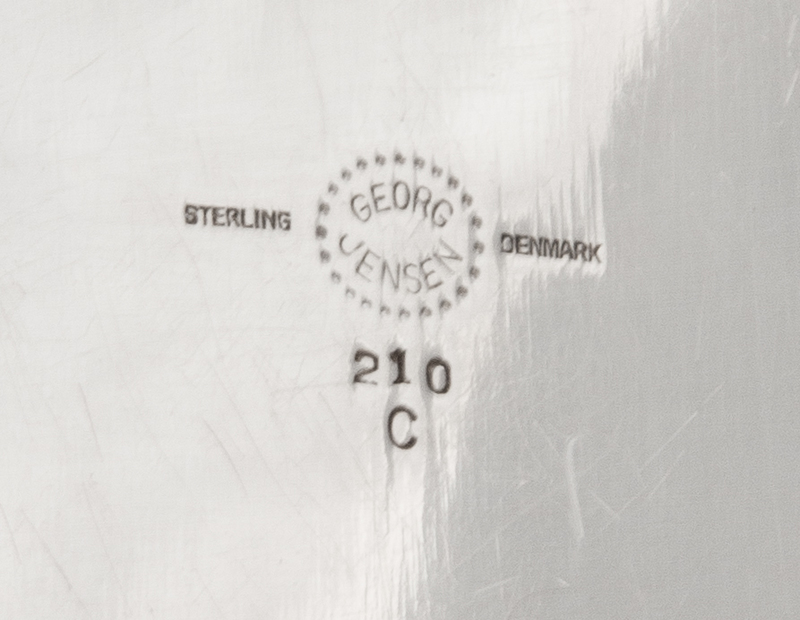 STERLING
GEORG
JENSEN
DENMARK
210
C